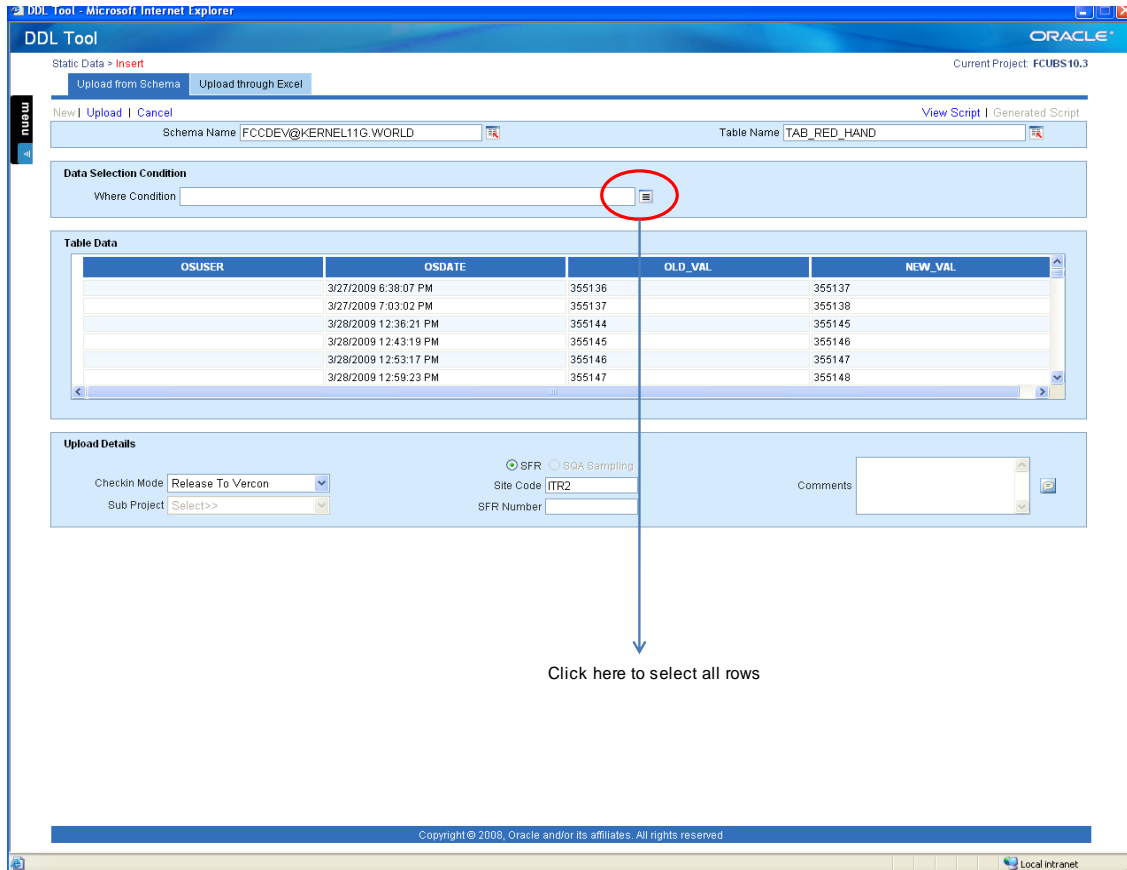 DDL Tool - Microsoft Internet Explorer
DDL Tool ORACLE
Static Data > Insert Current Project: FCUBS10.3
Upload from Schema Upload through Excel
menu
New | Upload | Cancel View Script | Generated Script
Schema Name FCCDEV@KERNEL11G.WORLD Table Name TAB_RED_HAND
Data Selection Condition
Where Condition
Table Data
OSUSER OSDATE OLD_VAL NEW_VAL
3/27/2009 6:38:07 PM 355136 355137
3/27/2009 7:03:02 PM 355137 355138
3/28/2009 12:36:21 PM 355144 355145
3/28/2009 12:43:19 PM 355145 355146
3/28/2009 12:53:17 PM 355146 355147
3/28/2009 12:59:23 PM 355147 355148
Upload Details
SFR SQA Sampling
Checkin Mode Release To Vercon Site Code ITR2 Comments
Sub Project Select>> SFR Number
Click here to select all rows
Copyright © 2008, Oracle and/or its affiliates. All rights reserved
Local intranet